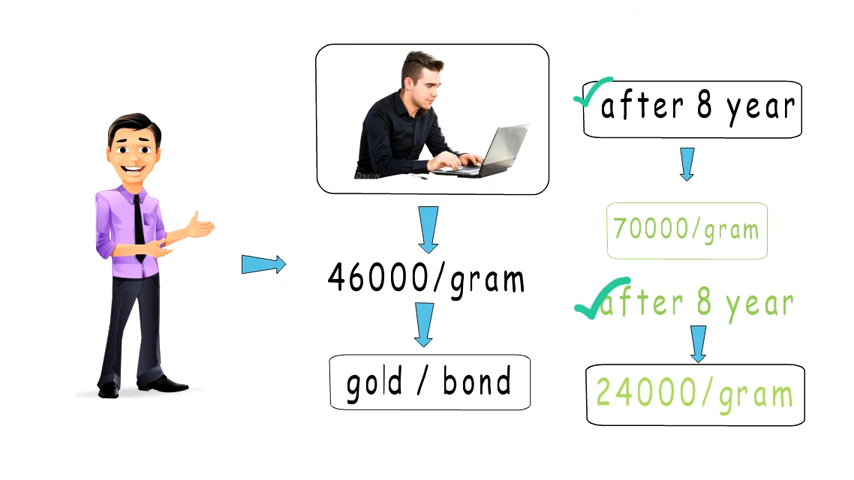 46000/gram
gold / bond
after 8 year
70000/gram
after 8 year
24000/gram